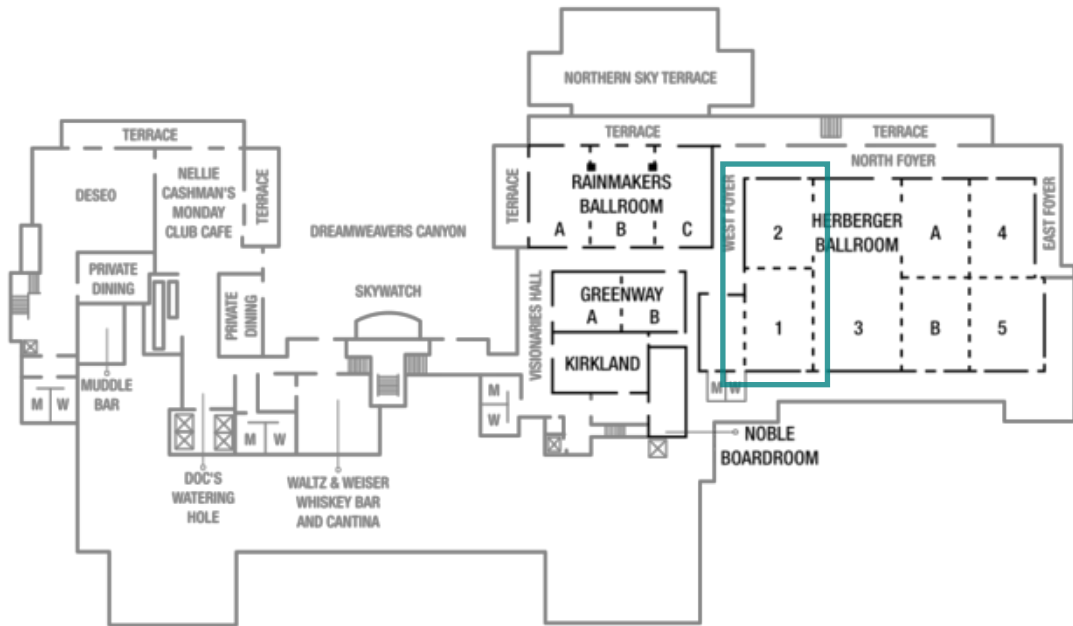 NORTHERN SKY TERRACE
TERRACE
TERRACE
TERRACE
NORTH FOYER
DESEO
NELLIE
CASHMAN'S
MONDAY
CLUB CAFE
TERRACE
TERRACE
RAINMAKERS
BALLROOM
A B C
WEST FOYER
2
HERBERGER
BALLROOM
A
4
EAST FOYER
DREAMWEAVERS CANYON
PRIVATE
DINING
PRIVATE
DINING
SKYWATCH
VISIONARIES HALL
GREENWAY
A B
1
3
B
5
KIRKLAND
MUDDLE
BAR
M W
M W
M
W
M W
NOBLE
BOARDROOM
DOC'S
WATERING
HOLE
WALTZ & WEISER
WHISKEY BAR
AND CANTINA